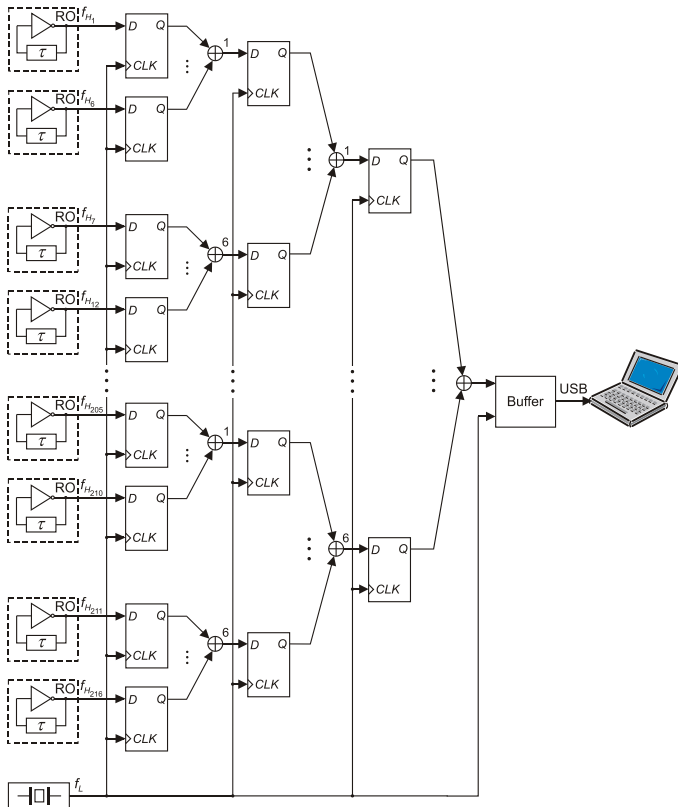 RO f_H1 D Q 1 D Q
τ CLK CLK
RO f_H6 D Q
τ CLK
1 D Q
CLK
RO f_H7 D Q 6 D Q
τ CLK CLK
RO f_H12 D Q
τ CLK
USB
Buffer
RO f_H205 D Q 1 D Q
τ CLK CLK
RO f_H210 D Q
τ CLK
6 D Q
CLK
RO f_H211 D Q 6 D Q
τ CLK CLK
RO f_H216 D Q
τ CLK
f_L